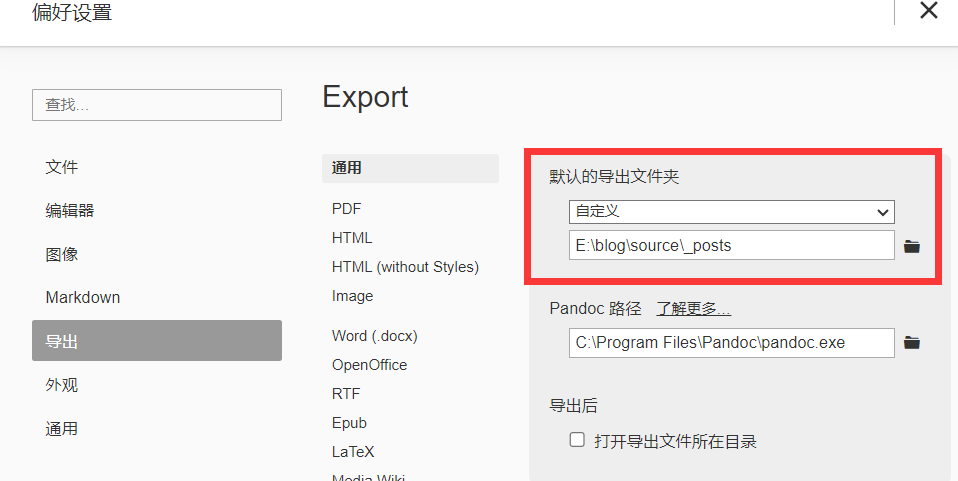 偏好设置
查找...
文件
编辑器
图像
Markdown
导出
外观
通用
Export
通用
PDF
HTML
HTML (without Styles)
Image
Word (.docx)
OpenOffice
RTF
Epub
LaTeX
Media Wiki
默认的导出文件夹
自定义
E:\blog\source\_posts
Pandoc 路径 了解更多...
C:\Program Files\Pandoc\pandoc.exe
导出后
打开导出文件所在目录